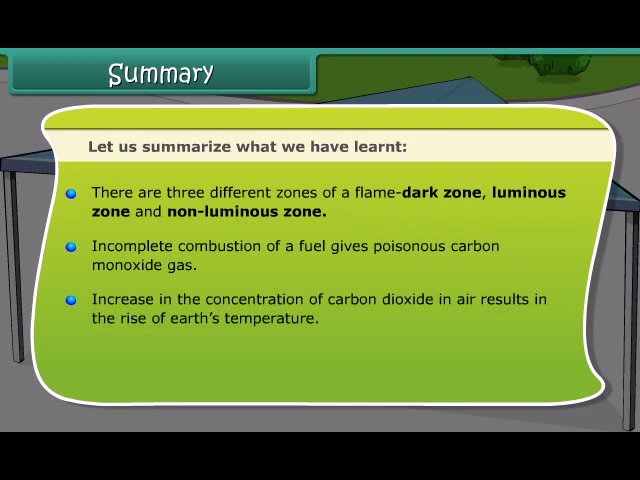 Summary
Let us summarize what we have learnt:
There are three different zones of a flame-dark zone, luminous
zone and non-luminous zone.
Incomplete combustion of a fuel gives poisonous carbon
monoxide gas.
Increase in the concentration of carbon dioxide in air results in
the rise of earth's temperature.